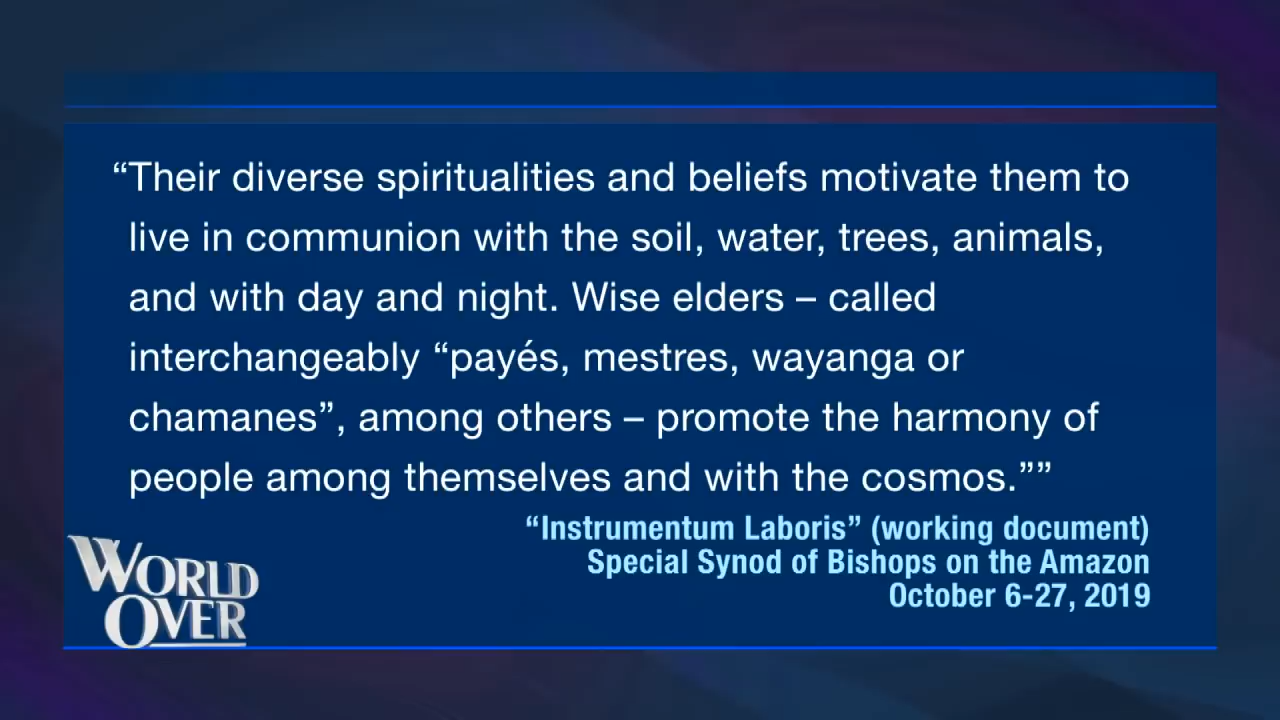 “Their diverse spiritualities and beliefs motivate them to
live in communion with the soil, water, trees, animals,
and with day and night. Wise elders – called
interchangeably “payés, mestres, wayanga or
chamanes”, among others – promote the harmony of
people among themselves and with the cosmos.””
“Instrumentum Laboris” (working document)
Special Synod of Bishops on the Amazon
October 6-27, 2019
WORLD
OVER